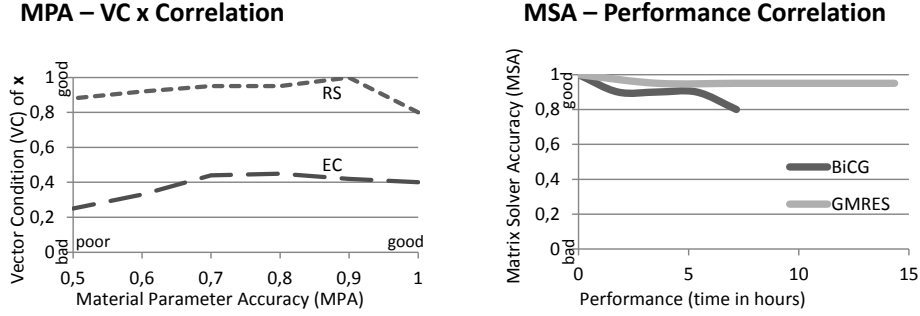 MPA – VC x Correlation
Vector Condition (VC) of x
good
bad
1
0,8
0,6
0,4
0,2
0
RS
EC
poor
good
0,5 0,6 0,7 0,8 0,9 1
Material Parameter Accuracy (MPA)
MSA – Performance Correlation
Matrix Solver Accuracy (MSA)
good
bad
1
0,8
0,6
0,4
0,2
0
BiCG
GMRES
0 5 10 15
Performance (time in hours)